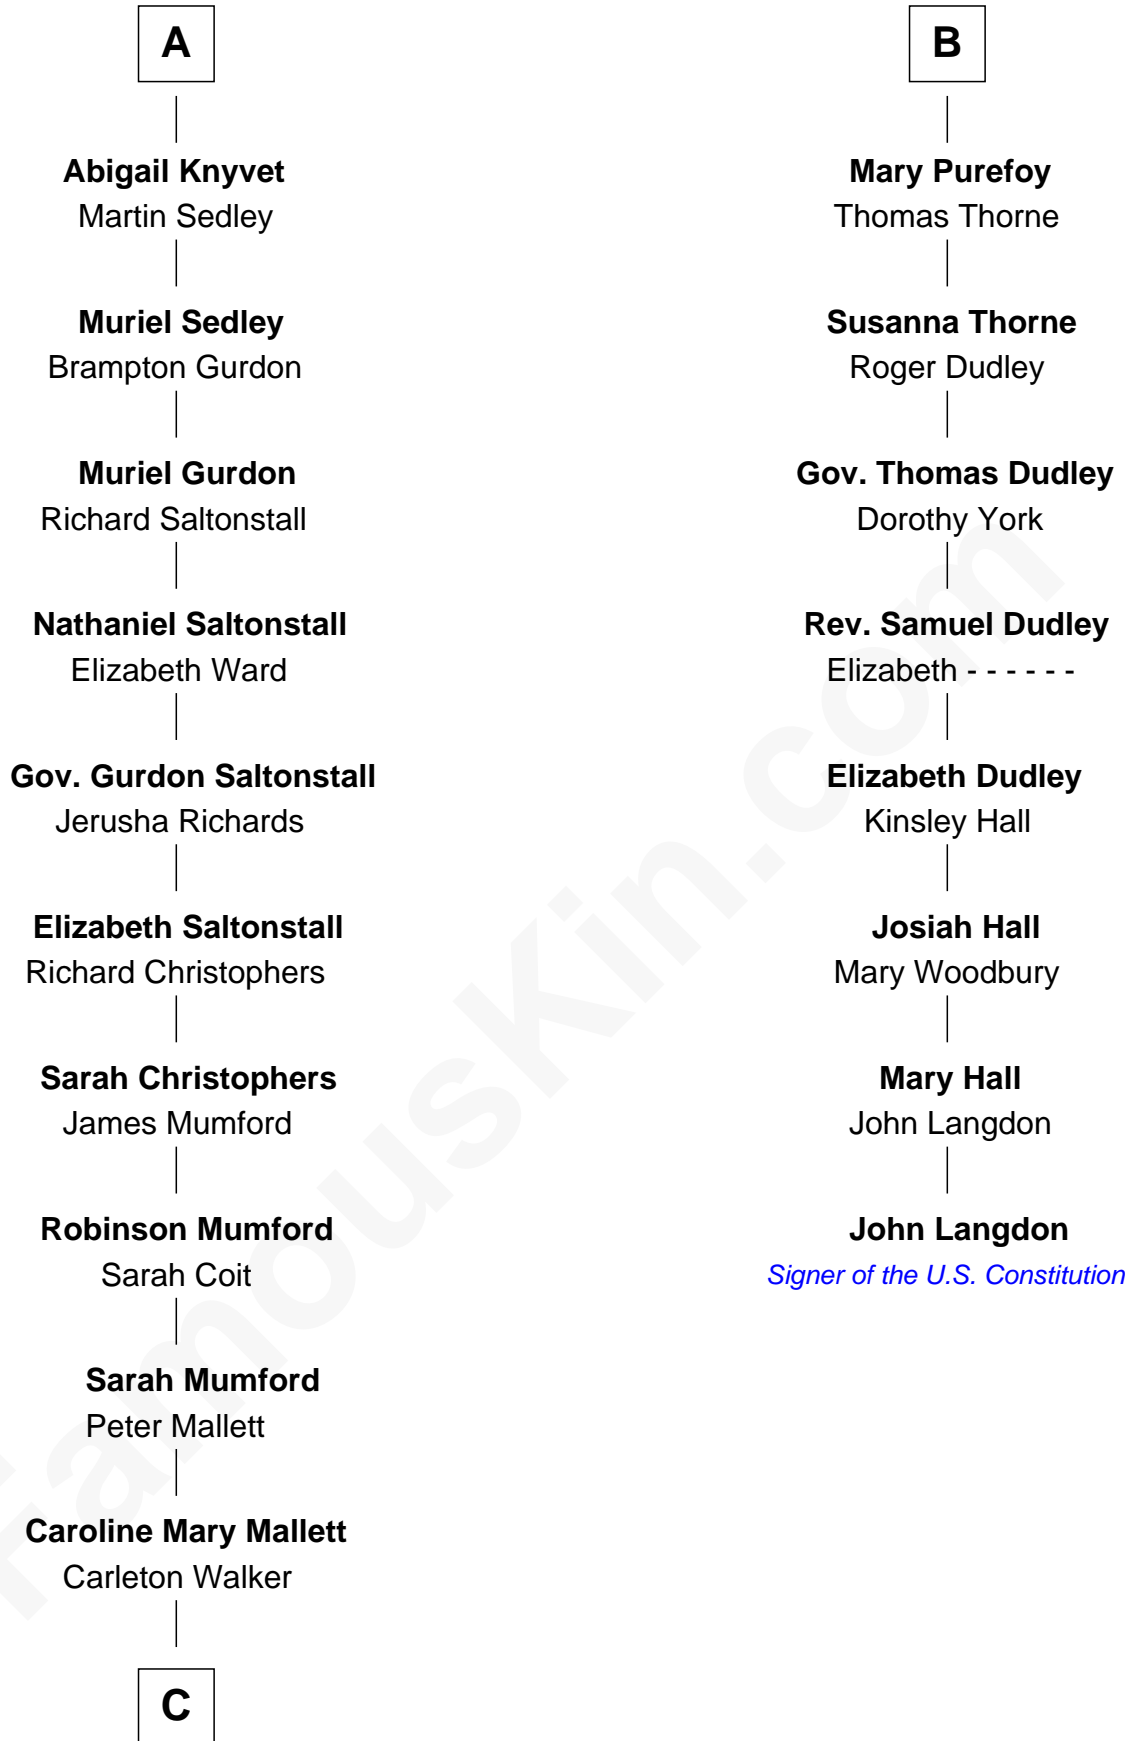 A
Abigail Knyvet
Martin Sedley
Muriel Sedley
Brampton Gurdon
Muriel Gurdon
Richard Saltonstall
Nathaniel Saltonstall
Elizabeth Ward
Gov. Gurdon Saltonstall
Jerusha Richards
Elizabeth Saltonstall
Richard Christophers
Sarah Christophers
James Mumford
Robinson Mumford
Sarah Coit
Sarah Mumford
Peter Mallett
Caroline Mary Mallett
Carleton Walker
C
B
Mary Purefoy
Thomas Thorne
Susanna Thorne
Roger Dudley
Gov. Thomas Dudley
Dorothy York
Rev. Samuel Dudley
Elizabeth - - - - - -
Elizabeth Dudley
Kinsley Hall
Josiah Hall
Mary Woodbury
Mary Hall
John Langdon
John Langdon
Signer of the U.S. Constitution
FamousKin.com